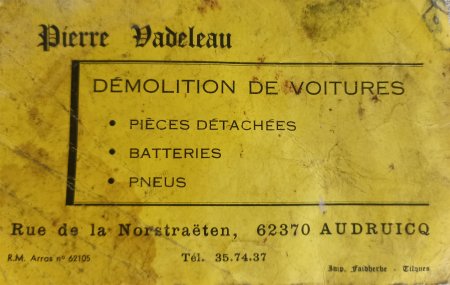 Pierre Vadeleau
DÉMOLITION DE VOITURES
• PIÈCES DÉTACHÉES
• BATTERIES
• PNEUS
Rue de la Norstraëten, 62370 AUDRUICQ
R.M. Arras nº 62105 Tél. 35.74.37
Imp. Faidherbe - Tilques